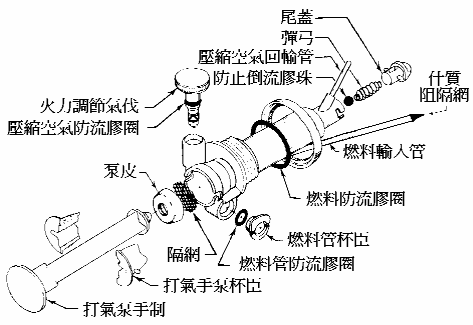 尾蓋
彈弓
壓縮空氣回輸管
防止倒流膠珠
什質
阻隔網
火力調節氣伐
壓縮空氣防流膠圈
燃料輸入管
泵皮
燃料防流膠圈
隔網
燃料管杯臣
燃料管防流膠圈
打氣手泵杯臣
打氣泵手制